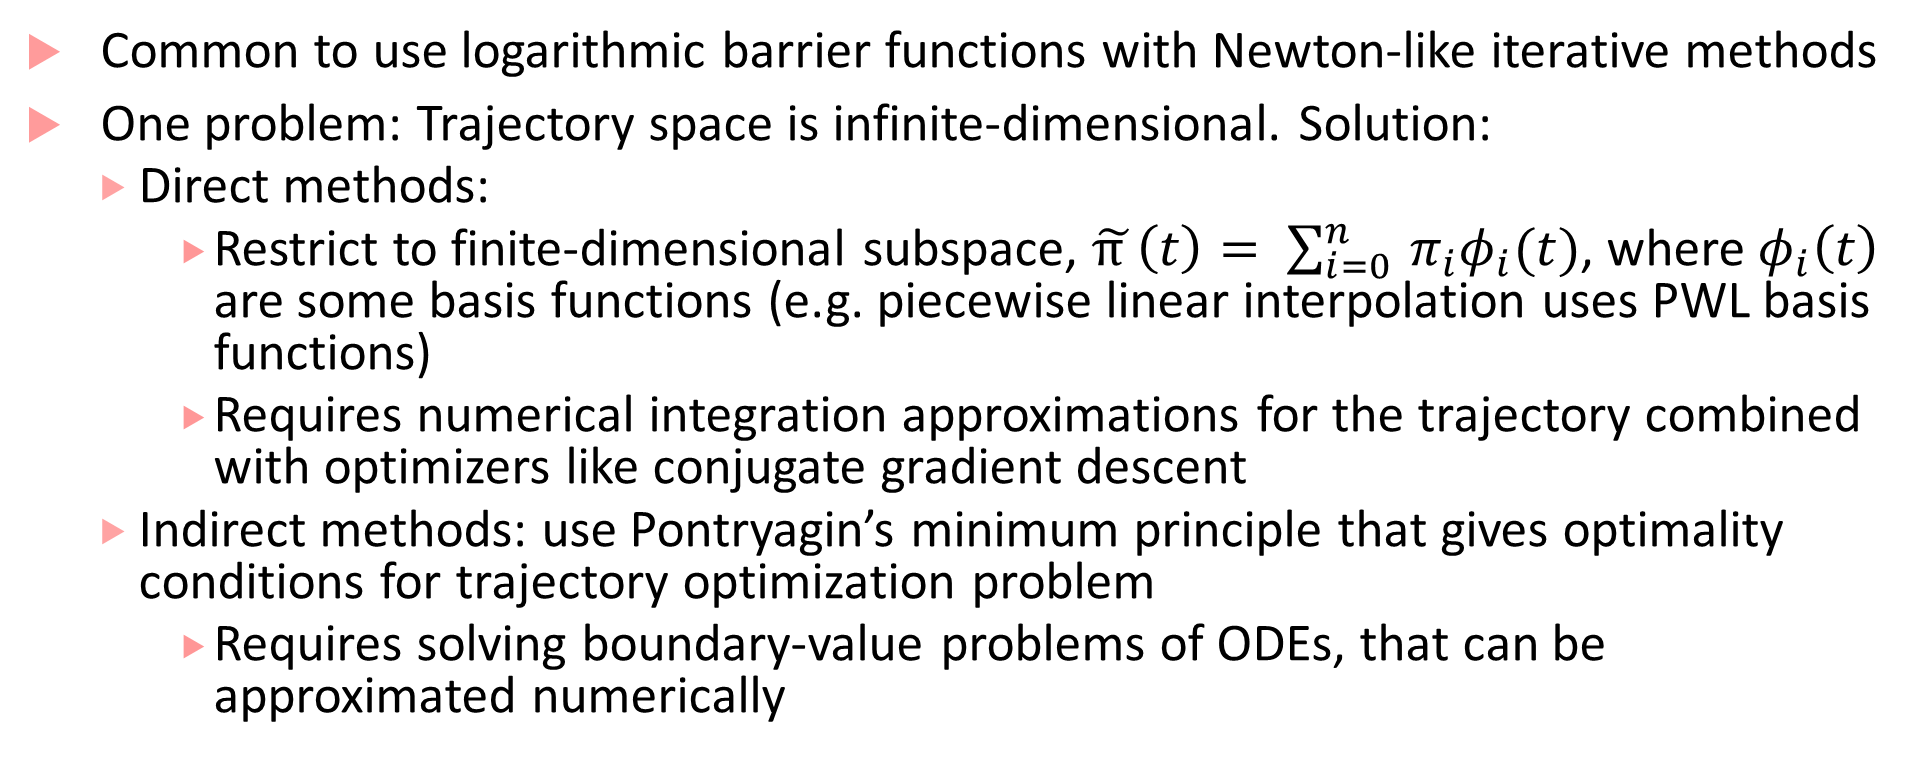 Common to use logarithmic barrier functions with Newton-like iterative methods
One problem: Trajectory space is infinite-dimensional. Solution:
Direct methods:
Restrict to finite-dimensional subspace, π̃ (t) = ∑ⁿᵢ₌₀ πᵢϕᵢ(t), where ϕᵢ(t)
are some basis functions (e.g. piecewise linear interpolation uses PWL basis
functions)
Requires numerical integration approximations for the trajectory combined
with optimizers like conjugate gradient descent
Indirect methods: use Pontryagin’s minimum principle that gives optimality
conditions for trajectory optimization problem
Requires solving boundary-value problems of ODEs, that can be
approximated numerically